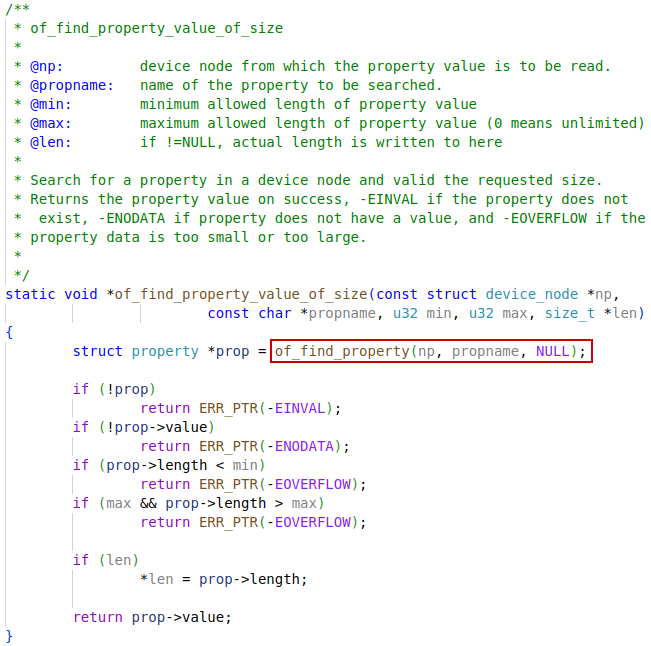 /**
 * of_find_property_value_of_size
 *
 * @np:         device node from which the property value is to be read.
 * @propname:   name of the property to be searched.
 * @min:        minimum allowed length of property value
 * @max:        maximum allowed length of property value (0 means unlimited)
 * @len:        if !=NULL, actual length is written to here
 *
 * Search for a property in a device node and valid the requested size.
 * Returns the property value on success, -EINVAL if the property does not
 *  exist, -ENODATA if property does not have a value, and -EOVERFLOW if the
 * property data is too small or too large.
 *
 */
static void *of_find_property_value_of_size(const struct device_node *np,
                        const char *propname, u32 min, u32 max, size_t *len)
{
        struct property *prop = of_find_property(np, propname, NULL);

        if (!prop)
                return ERR_PTR(-EINVAL);
        if (!prop->value)
                return ERR_PTR(-ENODATA);
        if (prop->length < min)
                return ERR_PTR(-EOVERFLOW);
        if (max && prop->length > max)
                return ERR_PTR(-EOVERFLOW);

        if (len)
                *len = prop->length;

        return prop->value;
}